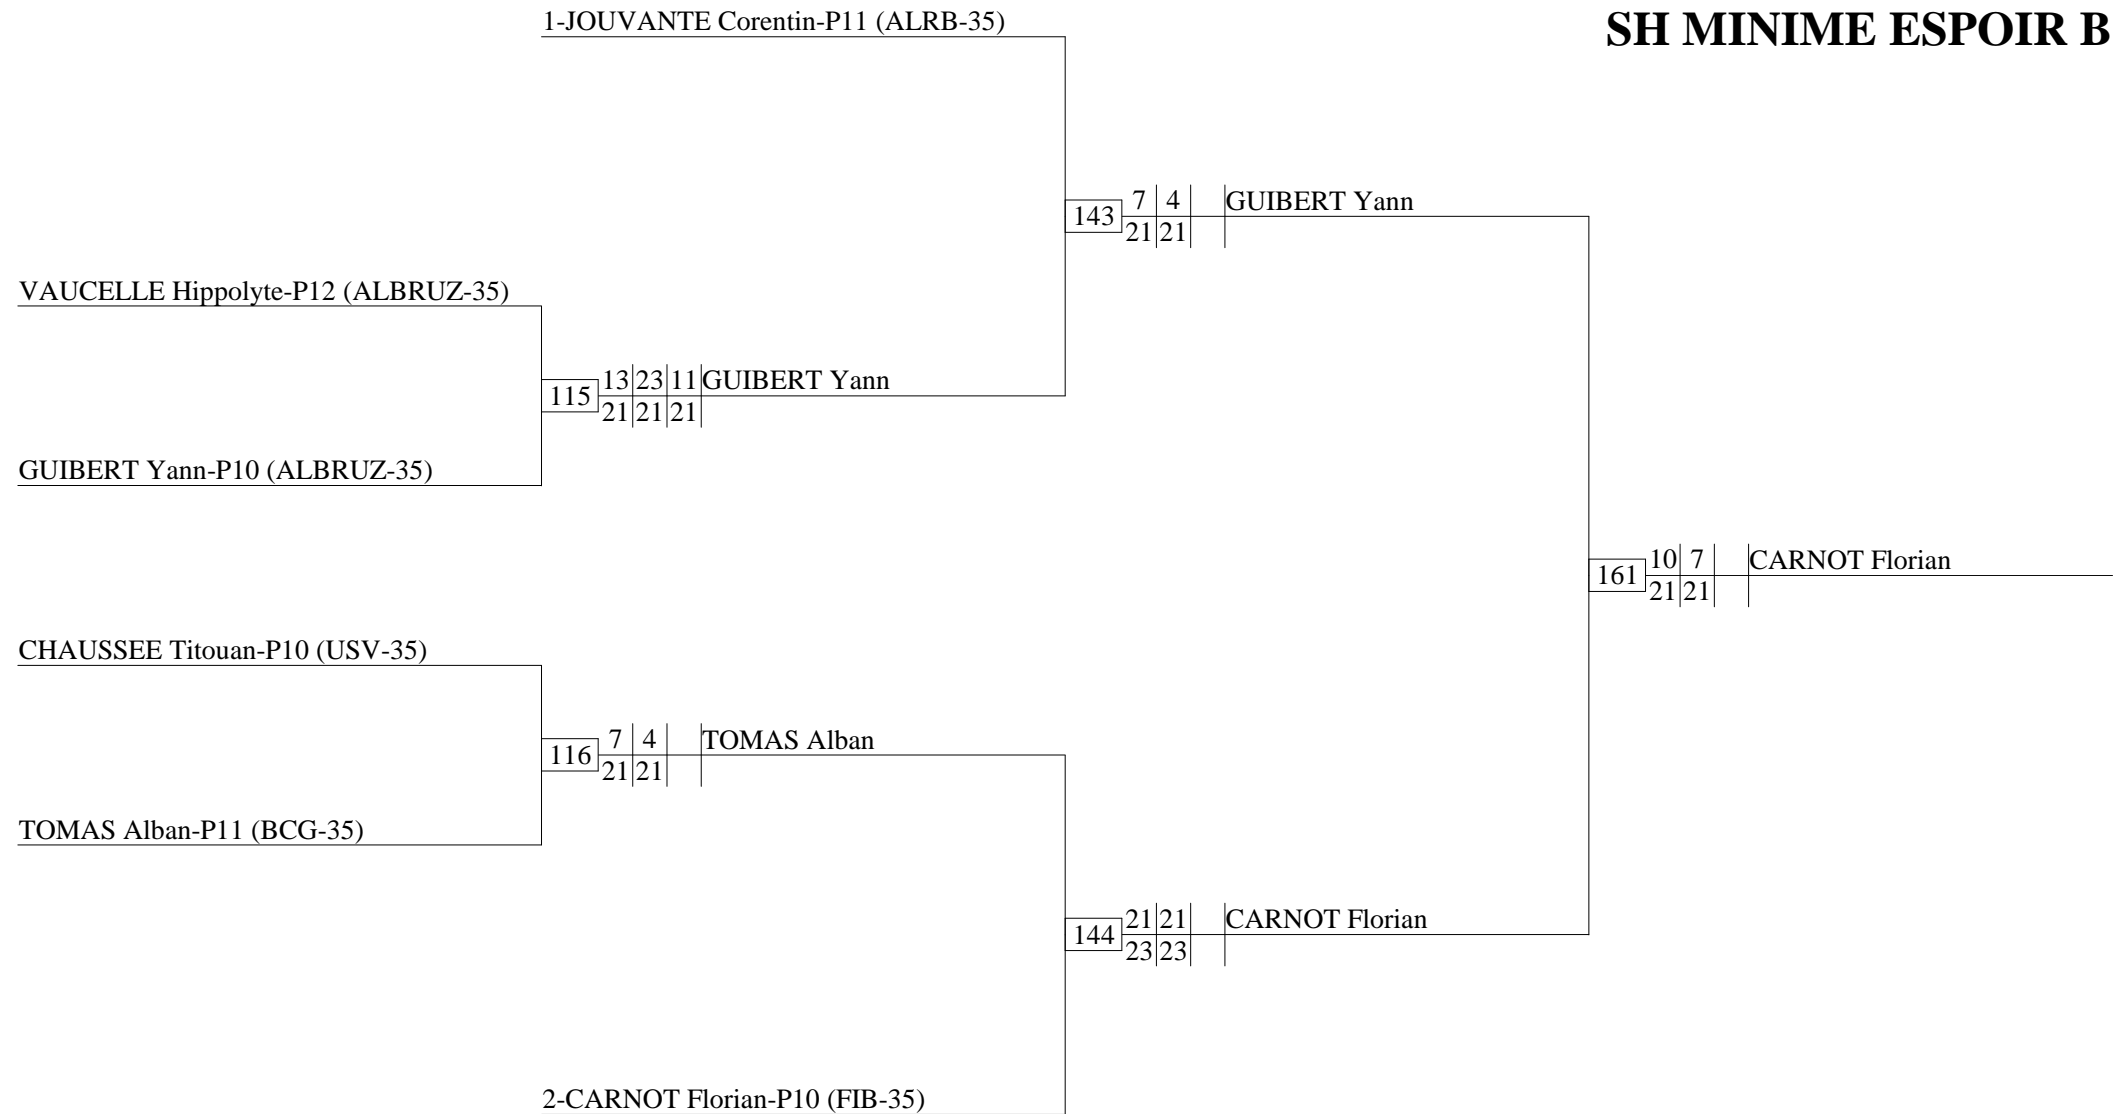 1-JOUVANTE Corentin-P11 (ALRB-35)
SH MINIME ESPOIR B
7 4 GUIBERT Yann
143
21 21
VAUCELLE Hippolyte-P12 (ALBRUZ-35)
13 23 11 GUIBERT Yann
115
21 21 21
GUIBERT Yann-P10 (ALBRUZ-35)
10 7 CARNOT Florian
161
21 21
CHAUSSEE Titouan-P10 (USV-35)
7 4 TOMAS Alban
116
21 21
TOMAS Alban-P11 (BCG-35)
21 21 CARNOT Florian
144
23 23
2-CARNOT Florian-P10 (FIB-35)